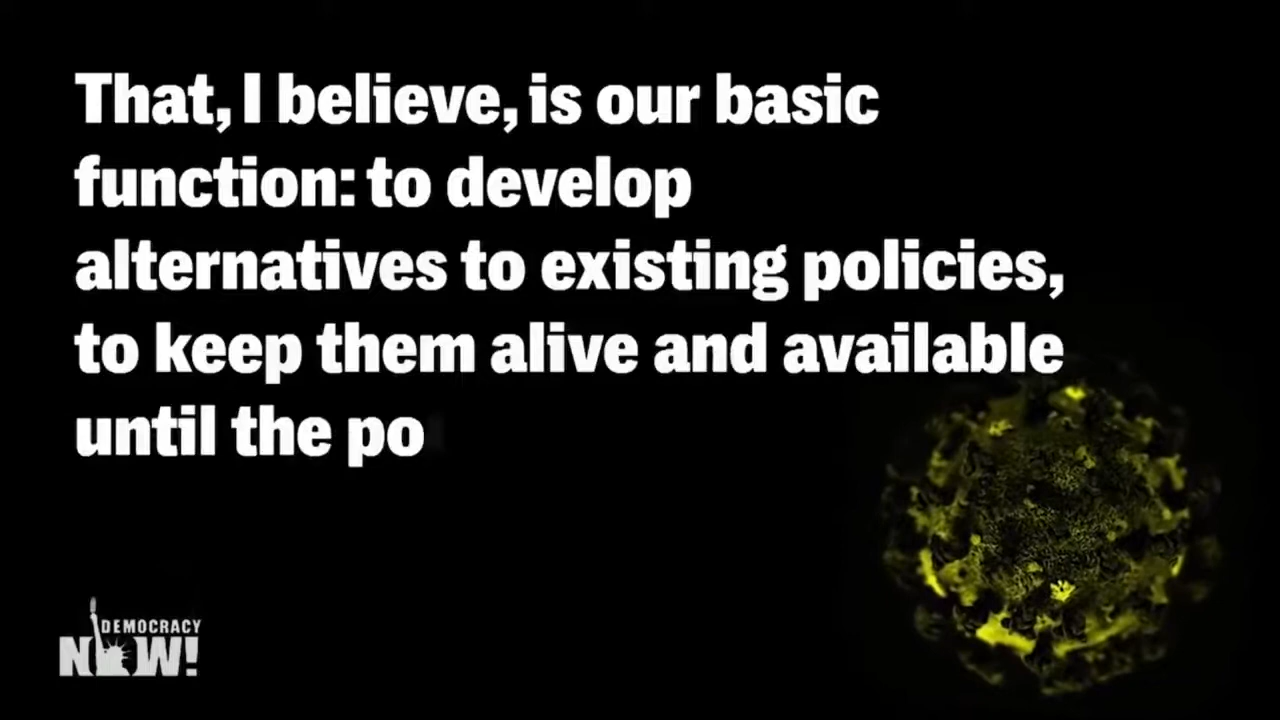 That, I believe, is our basic
function: to develop
alternatives to existing policies,
to keep them alive and available
until the po
DEMOCRACY
NOW!